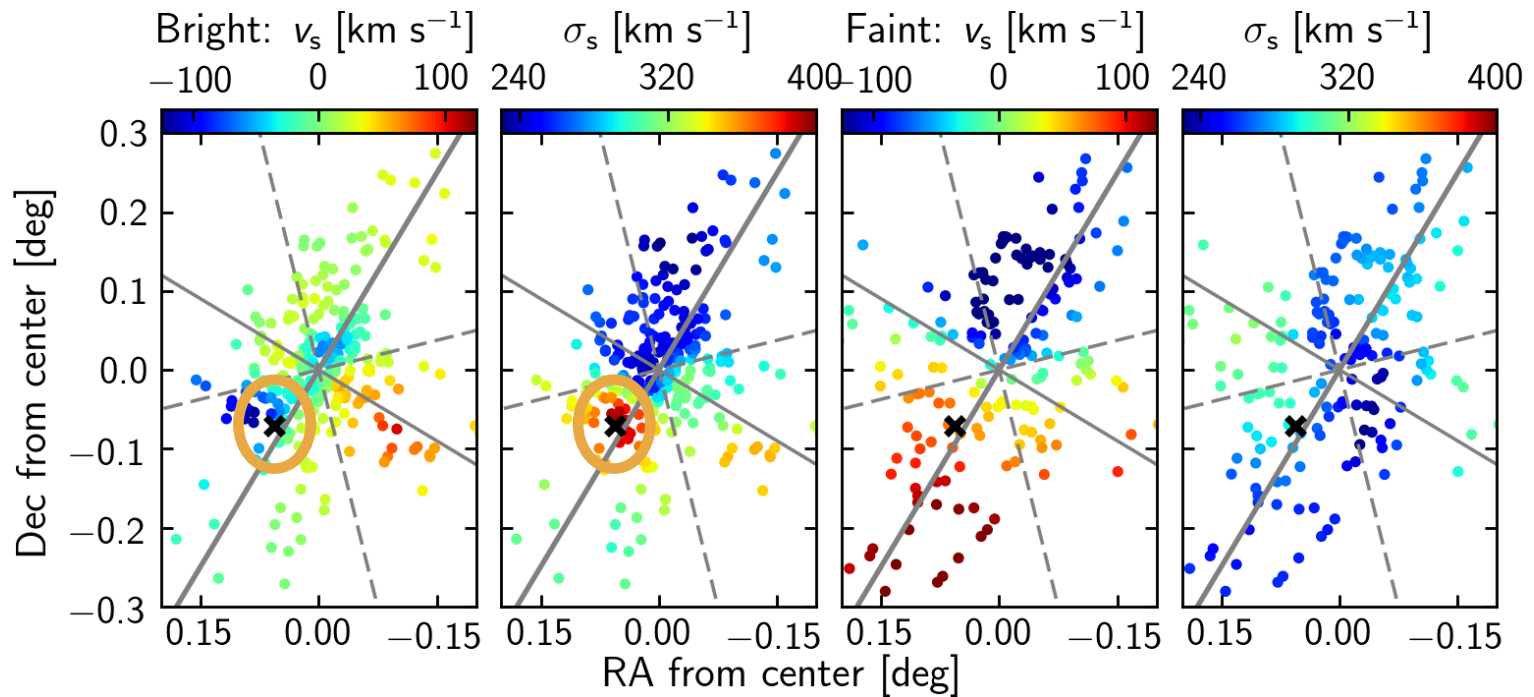 Bright: vs [km s−1] σs [km s−1] Faint: vs [km s−1] σs [km s−1]
−100 0 100 240 320 400 −100 0 100 240 320 400
0.3
0.2
0.1
0.0
−0.1
−0.2
−0.3
Dec from center [deg]
0.15 0.00 −0.15 0.15 0.00 −0.15 0.15 0.00 −0.15 0.15 0.00 −0.15
RA from center [deg]